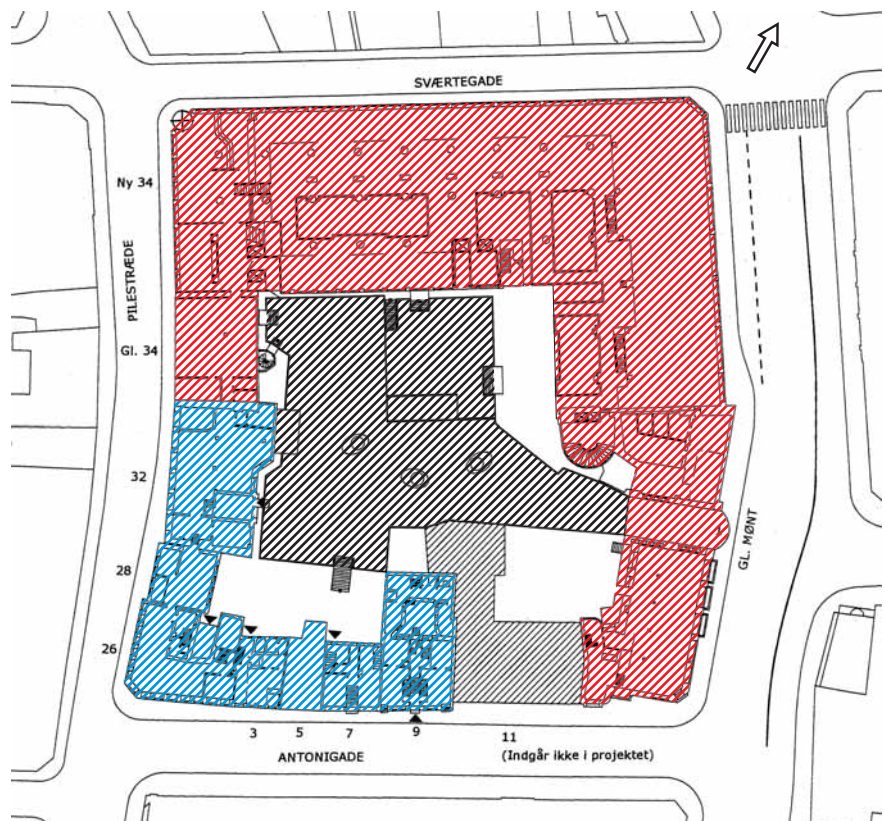 SVÆRTEGADE
Ny 34
PILESTRÆDE
Gl. 34
32
GL. MØNT
28
26
3
5
7
9
11
(Indgår ikke i projektet)
ANTONIGADE